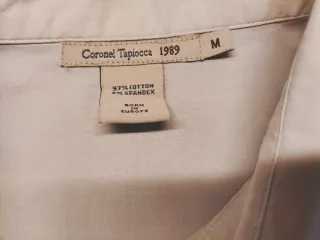 Coronel Tapiocca 1989
M
97% COTTON
3% SPANDEX
BORN
IN
EUROPE